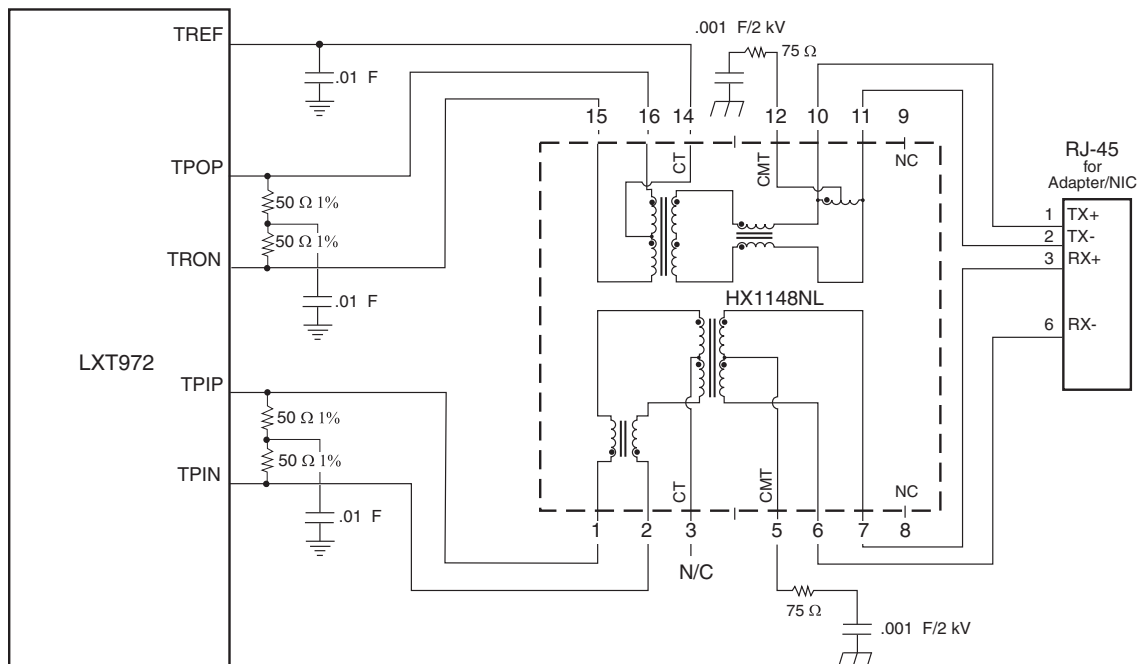 TREF
.01 F
.001 F/2 kV
75 Ω
15 16 14 12 10 11 9
CT
CMT
NC
RJ-45
for
Adapter/NIC
TPOP
50 Ω 1%
50 Ω 1%
TRON
.01 F
1 TX+
2 TX-
3 RX+
6 RX-
HX1148NL
LXT972
TPIP
50 Ω 1%
50 Ω 1%
TPIN
.01 F
CT
CMT
NC
1 2 3 5 6 7 8
N/C
75 Ω
.001 F/2 kV